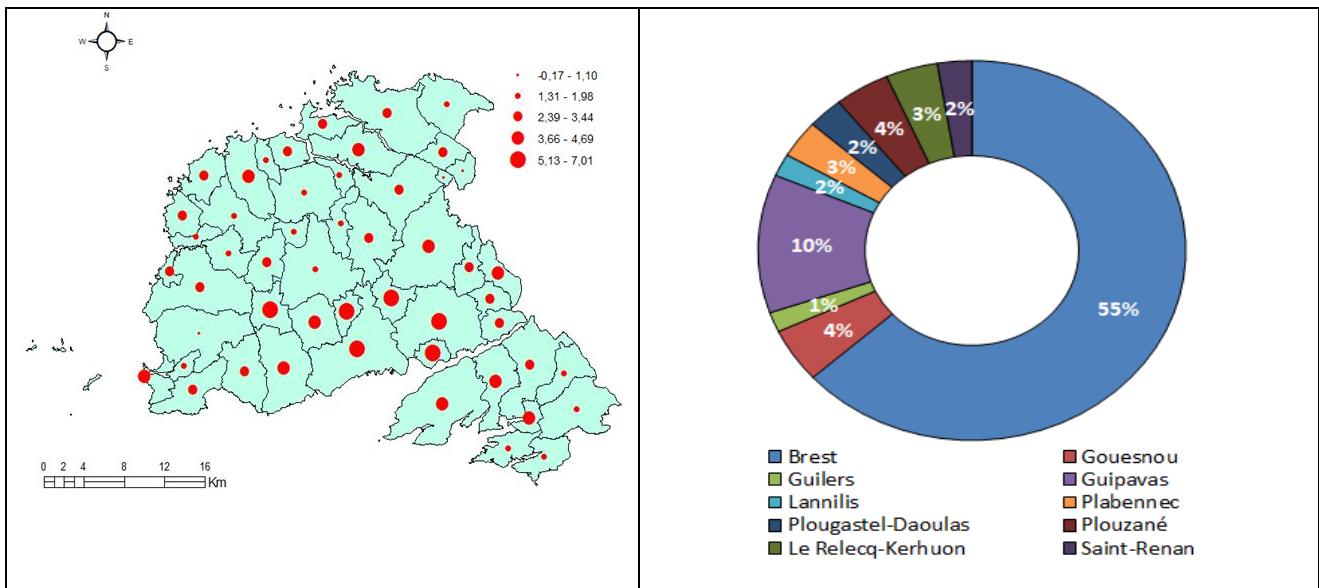 N
W E
S
-0,17 - 1,10
1,31 - 1,98
2,39 - 3,44
3,66 - 4,69
5,13 - 7,01
0 2 4 8 12 16
Km
2%
3%
4%
2%
3%
2%
10%
1%
4%
55%
Brest
Gouesnou
Guilers
Guipavas
Lannilis
Plabennec
Plougastel-Daoulas
Plouzané
Le Relecq-Kerhuon
Saint-Renan